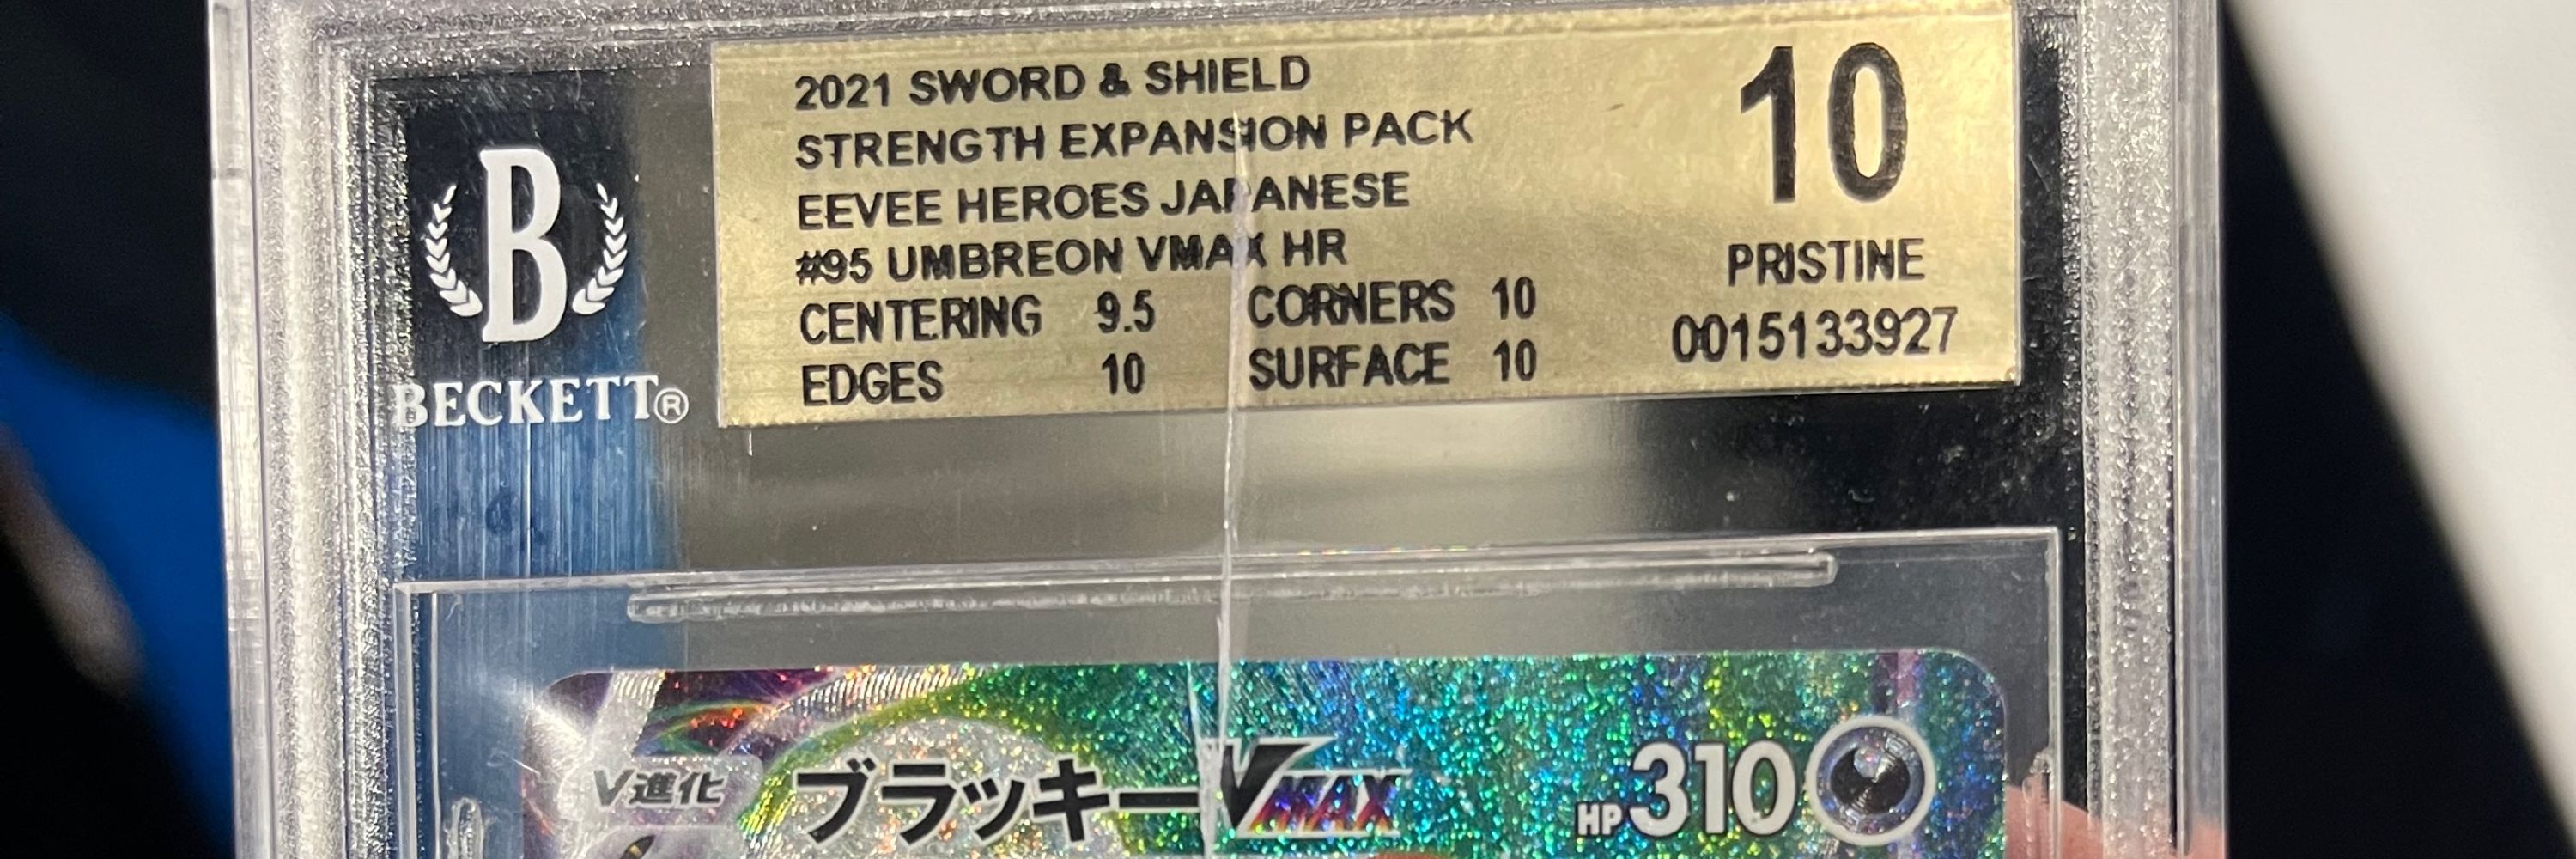 2021 SWORD & SHIELD
STRENGTH EXPANSION PACK
EEVEE HEROES JAPANESE
#95 UMBREON VMAX HR
CENTERING 9.5 CORNERS 10
EDGES 10 SURFACE 10
10
PRISTINE
0015133927
B
BECKETT®
V進化
ブラッキーVMAX
HP310